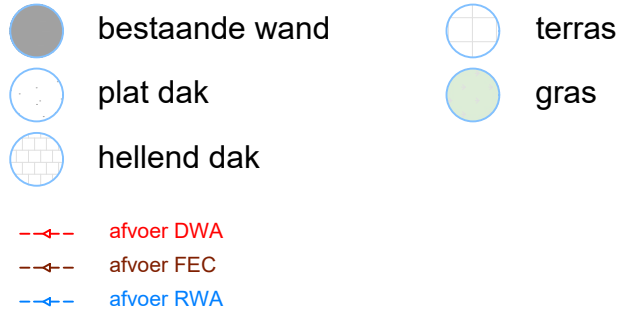 bestaande wand
terras
plat dak
gras
hellend dak
afvoer DWA
afvoer FEC
afvoer RWA